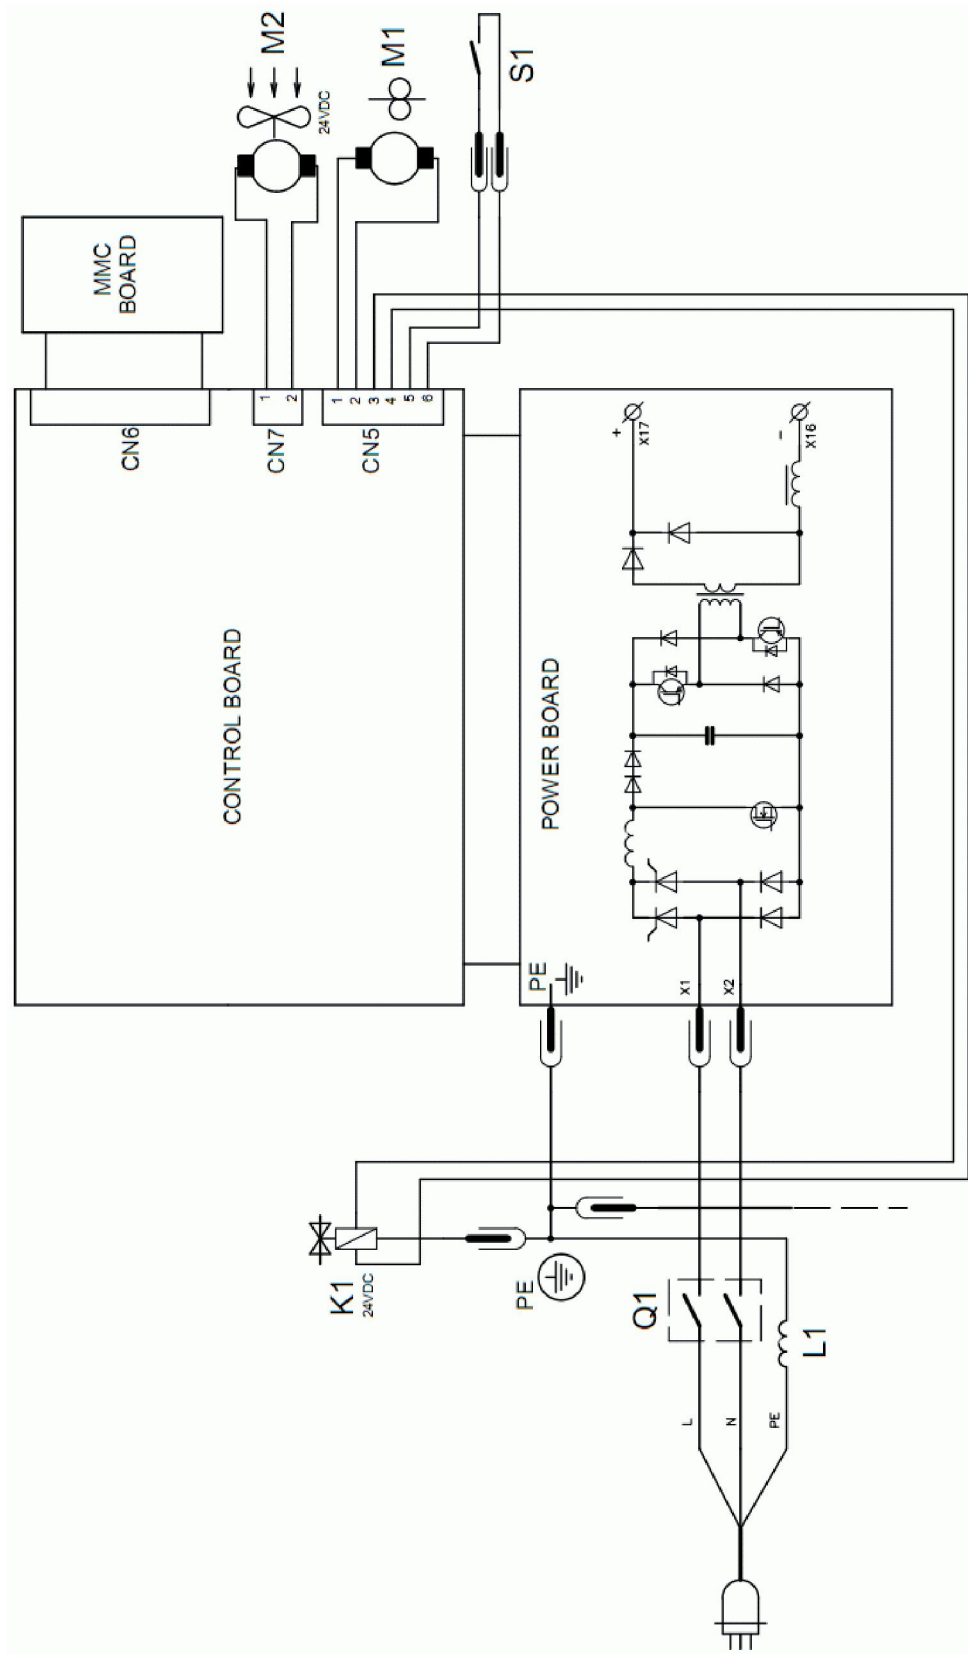 M2
24VDC
M1
S1
MMC
BOARD
CN6
1
2
CN7
1
2
3
4
5
6
CN5
CONTROL BOARD
POWER BOARD
+
X17
-
X16
PE
X1
X2
K1
24VDC
PE
Q1
L1
L
N
PE